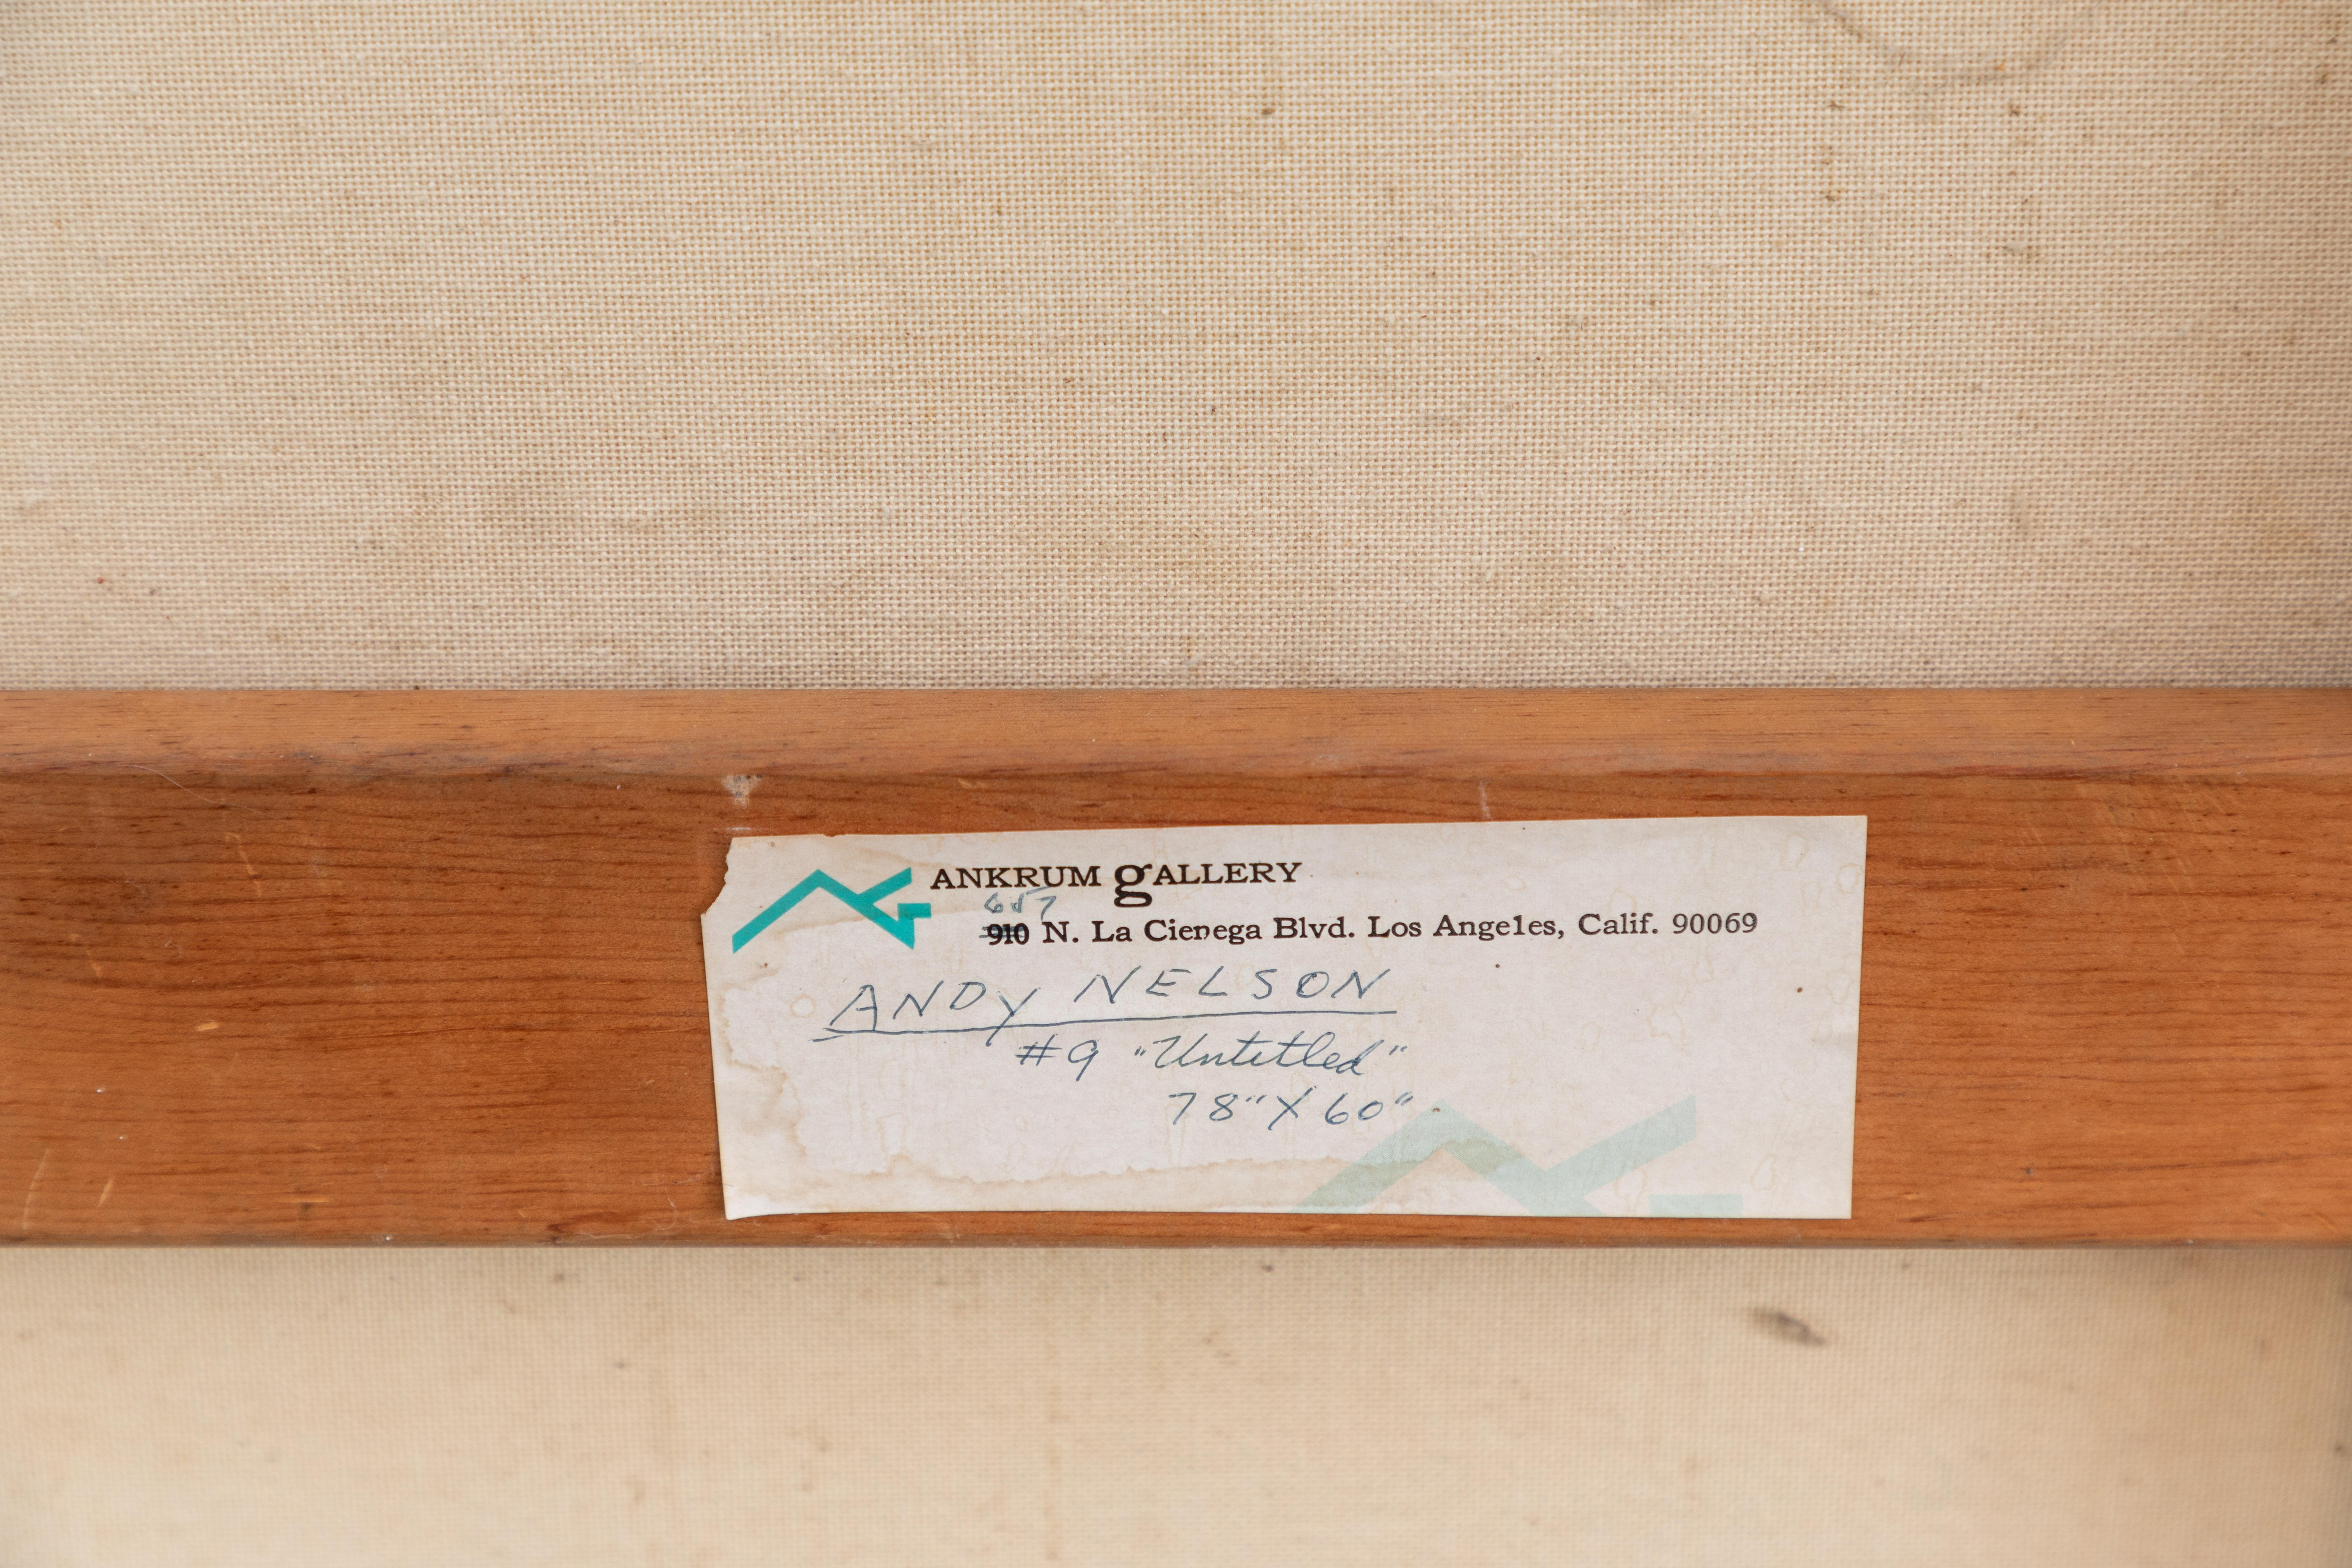 ANKRUM gALLERY
657
910 N. La Cienega Blvd. Los Angeles, Calif. 90069
ANDY NELSON
#9 "Untitled"
78" X 60"